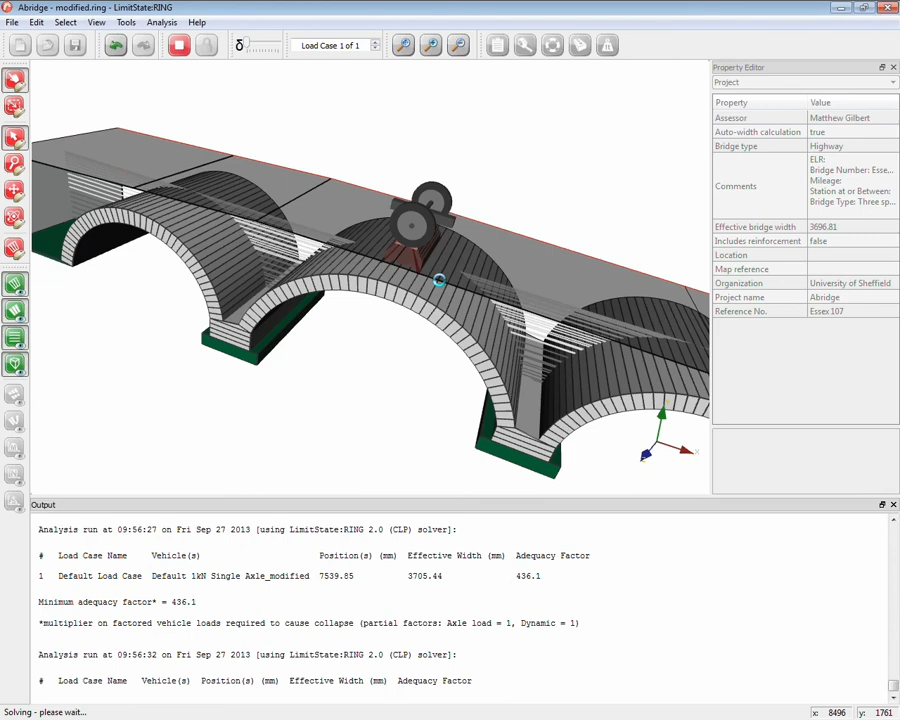 Abridge - modified.ring - LimitState:RING
File Edit Select View Tools Analysis Help
δ Load Case 1 of 1
Property Editor
Project
Property Value
Assessor Matthew Gilbert
Auto-width calculation true
Bridge type Highway
Comments
ELR:
Bridge Number: Esse...
Mileage:
Station at or Between:
Bridge Type: Three sp...
Effective bridge width 3696.81
Includes reinforcement false
Location
Map reference
Organization University of Sheffield
Project name Abridge
Reference No. Essex 107
Output
Analysis run at 09:56:27 on Fri Sep 27 2013 [using LimitState:RING 2.0 (CLP) solver]:
# Load Case Name Vehicle(s) Position(s) (mm) Effective Width (mm) Adequacy Factor
1 Default Load Case Default 1kN Single Axle_modified 7539.85 3705.44 436.1
Minimum adequacy factor* = 436.1
*multiplier on factored vehicle loads required to cause collapse (partial factors: Axle load = 1, Dynamic = 1)
Analysis run at 09:56:32 on Fri Sep 27 2013 [using LimitState:RING 2.0 (CLP) solver]:
# Load Case Name Vehicle(s) Position(s) (mm) Effective Width (mm) Adequacy Factor
Solving - please wait... x: 8496 y: 1761